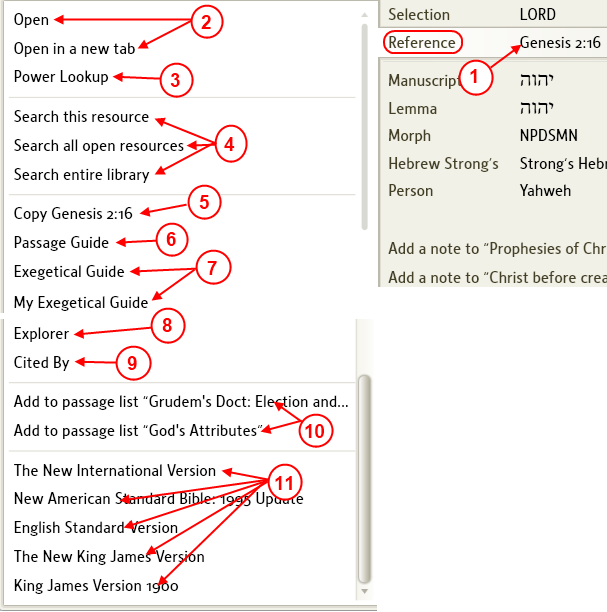 Open
2
Open in a new tab
Power Lookup
3
Search this resource
Search all open resources
4
Search entire library
Copy Genesis 2:16
5
Passage Guide
6
Exegetical Guide
7
My Exegetical Guide
Explorer
8
Cited By
9
Add to passage list “Grudem's Doct: Election and...
Add to passage list “God's Attributes”
10
The New International Version
11
New American Standard Bible: 1995 Update
English Standard Version
The New King James Version
King James Version 1900
Selection LORD
Reference Genesis 2:16
1
Manuscript יהוה
Lemma יהוה
Morph NPDSMN
Hebrew Strong's Strong's Heb
Person Yahweh
Add a note to “Prophesies of Chr
Add a note to “Christ before crea